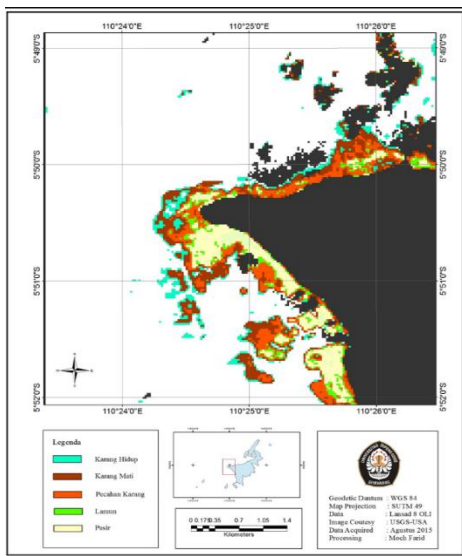 110°24'0"E 110°25'0"E 110°26'0"E
5°49'0"S 5°49'0"S
5°50'0"S 5°50'0"S
5°51'0"S 5°51'0"S
5°52'0"S 5°52'0"S
110°24'0"E 110°25'0"E 110°26'0"E
Legenda
Karang Hidup
Karang Mati
Pecahan Karang
Lamun
Pasir
0 0.175 0.35 0.7 1.05 1.4
Kilometers
Geodetic Dantum : WGS 84
Map Projection : SUTM 49
Data : Lansad 8 OLI
Image Coutesy : USGS-USA
Data Acquired : Agustus 2015
Processing : Moch Farid